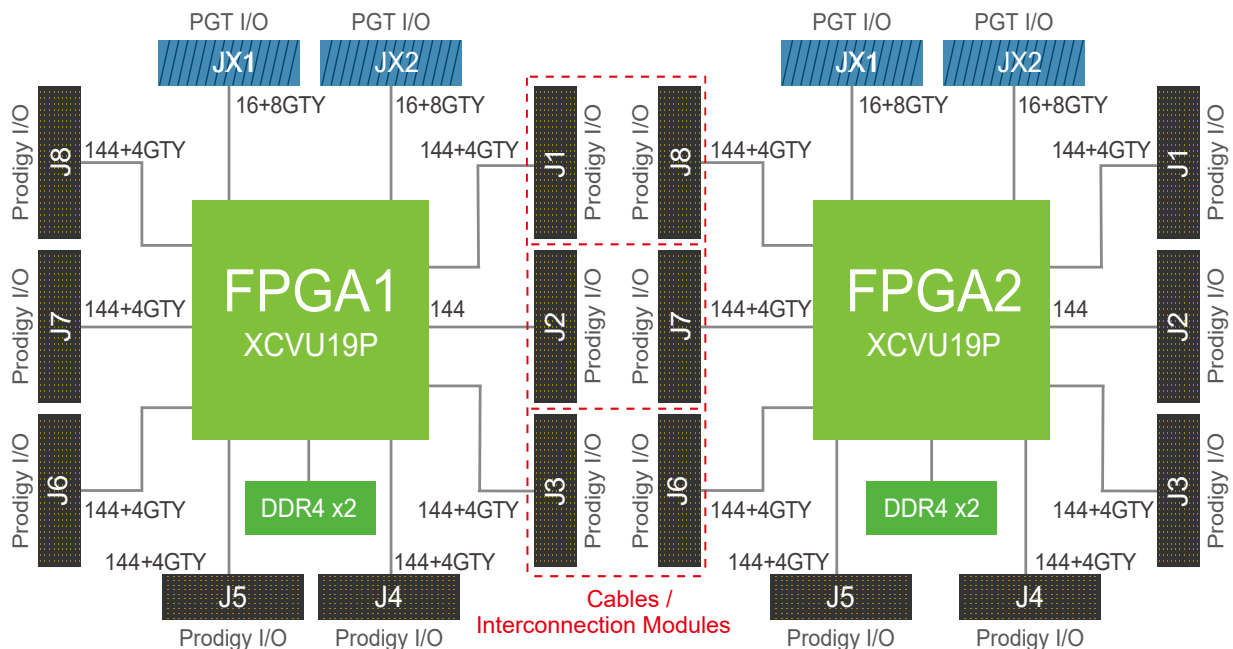 PGT I/O
PGT I/O
PGT I/O
PGT I/O
JX1
JX2
JX1
JX2
16+8GTY
16+8GTY
16+8GTY
16+8GTY
Prodigy I/O
J8
144+4GTY
144+4GTY
J1
Prodigy I/O
Prodigy I/O
J8
144+4GTY
144+4GTY
J1
Prodigy I/O
Prodigy I/O
J7
144+4GTY
FPGA1
XCVU19P
144
J2
Prodigy I/O
Prodigy I/O
J7
144+4GTY
FPGA2
XCVU19P
144
J2
Prodigy I/O
Prodigy I/O
J6
144+4GTY
DDR4 x2
144+4GTY
J3
Prodigy I/O
Prodigy I/O
J6
144+4GTY
DDR4 x2
144+4GTY
J3
Prodigy I/O
144+4GTY
144+4GTY
144+4GTY
144+4GTY
J5
J4
J5
J4
Prodigy I/O
Prodigy I/O
Prodigy I/O
Prodigy I/O
Cables /
Interconnection Modules